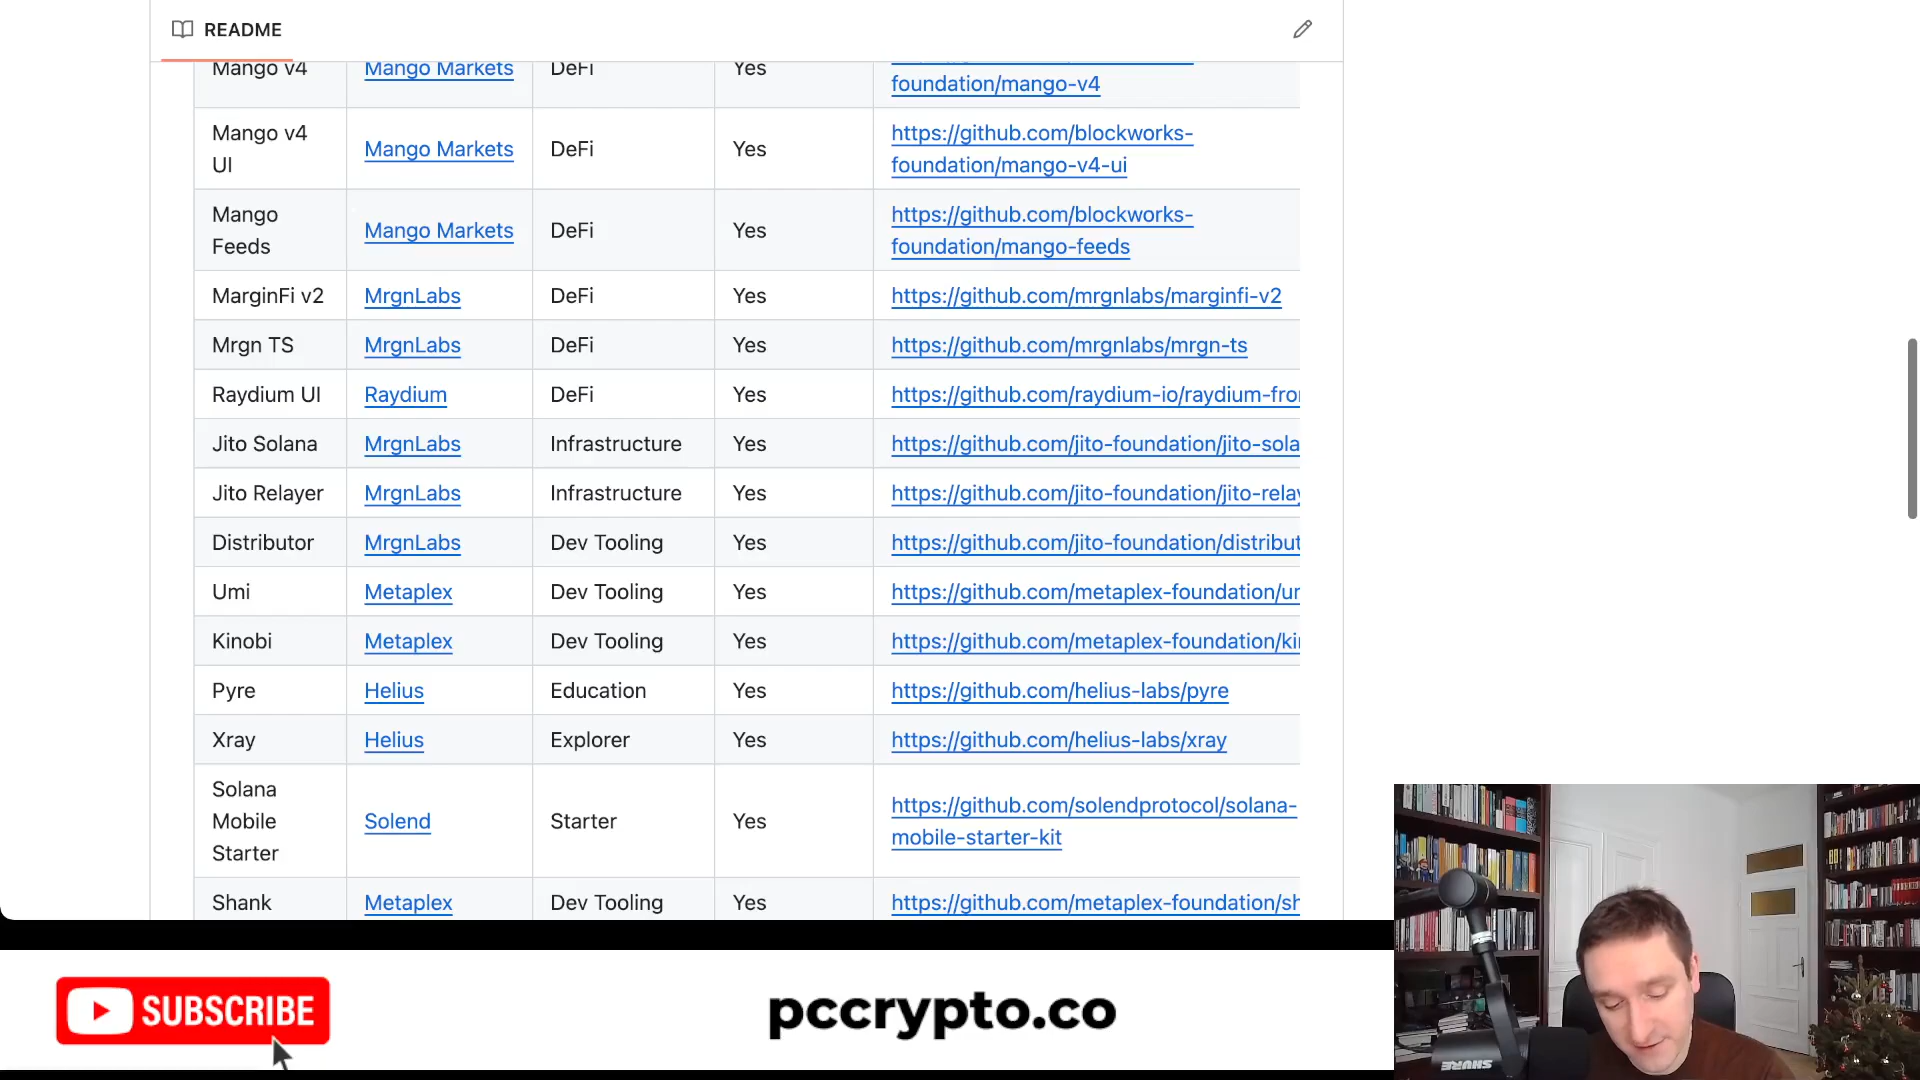 README
Mango v4 Mango Markets DeFi Yes
foundation/mango-v4
Mango v4
UI
Mango Markets DeFi Yes
https://github.com/blockworks-
foundation/mango-v4-ui
Mango
Feeds
Mango Markets DeFi Yes
https://github.com/blockworks-
foundation/mango-feeds
MarginFi v2 MrgnLabs DeFi Yes https://github.com/mrgnlabs/marginfi-v2
Mrgn TS MrgnLabs DeFi Yes https://github.com/mrgnlabs/mrgn-ts
Raydium UI Raydium DeFi Yes https://github.com/raydium-io/raydium-fro
Jito Solana MrgnLabs Infrastructure Yes https://github.com/jito-foundation/jito-sola
Jito Relayer MrgnLabs Infrastructure Yes https://github.com/jito-foundation/jito-relay
Distributor MrgnLabs Dev Tooling Yes https://github.com/jito-foundation/distribut
Umi Metaplex Dev Tooling Yes https://github.com/metaplex-foundation/ur
Kinobi Metaplex Dev Tooling Yes https://github.com/metaplex-foundation/kir
Pyre Helius Education Yes https://github.com/helius-labs/pyre
Xray Helius Explorer Yes https://github.com/helius-labs/xray
Solana
Mobile
Starter
Solend Starter Yes
https://github.com/solendprotocol/solana-
mobile-starter-kit
Shank Metaplex Dev Tooling Yes https://github.com/metaplex-foundation/sh
SUBSCRIBE
pccrypto.co
SHURE